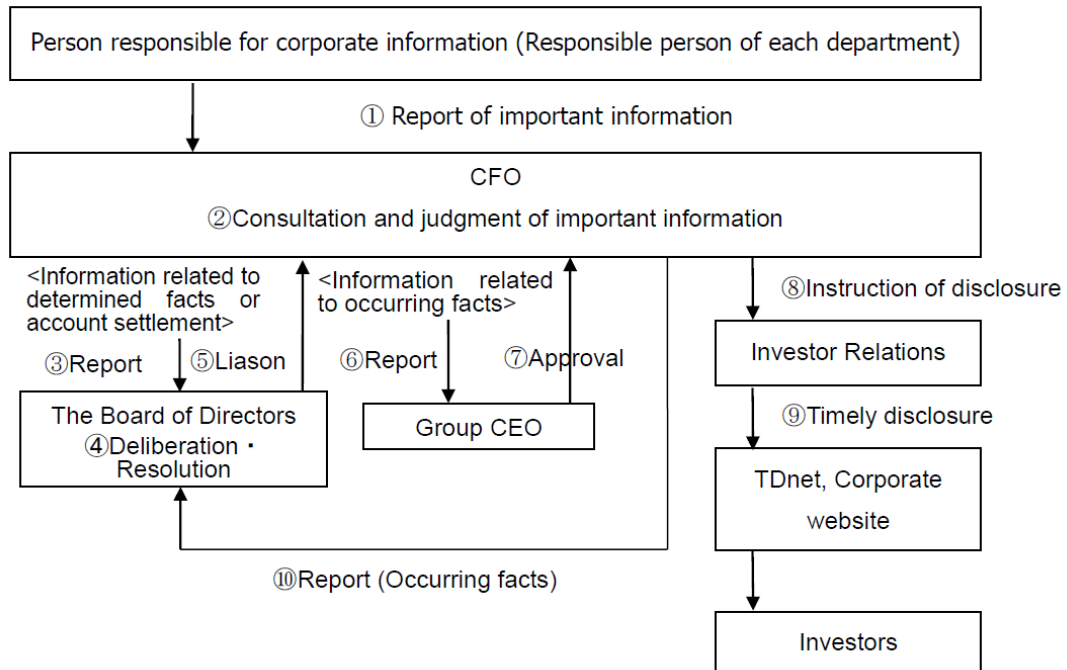 Person responsible for corporate information (Responsible person of each department)
① Report of important information
CFO
②Consultation and judgment of important information
<Information related to
determined facts or
account settlement>
③Report
⑤Liason
<Information related
to occurring facts>
⑥Report
⑦Approval
⑧Instruction of disclosure
The Board of Directors
④Deliberation・
Resolution
Group CEO
Investor Relations
⑨Timely disclosure
TDnet, Corporate
website
⑩Report (Occurring facts)
Investors